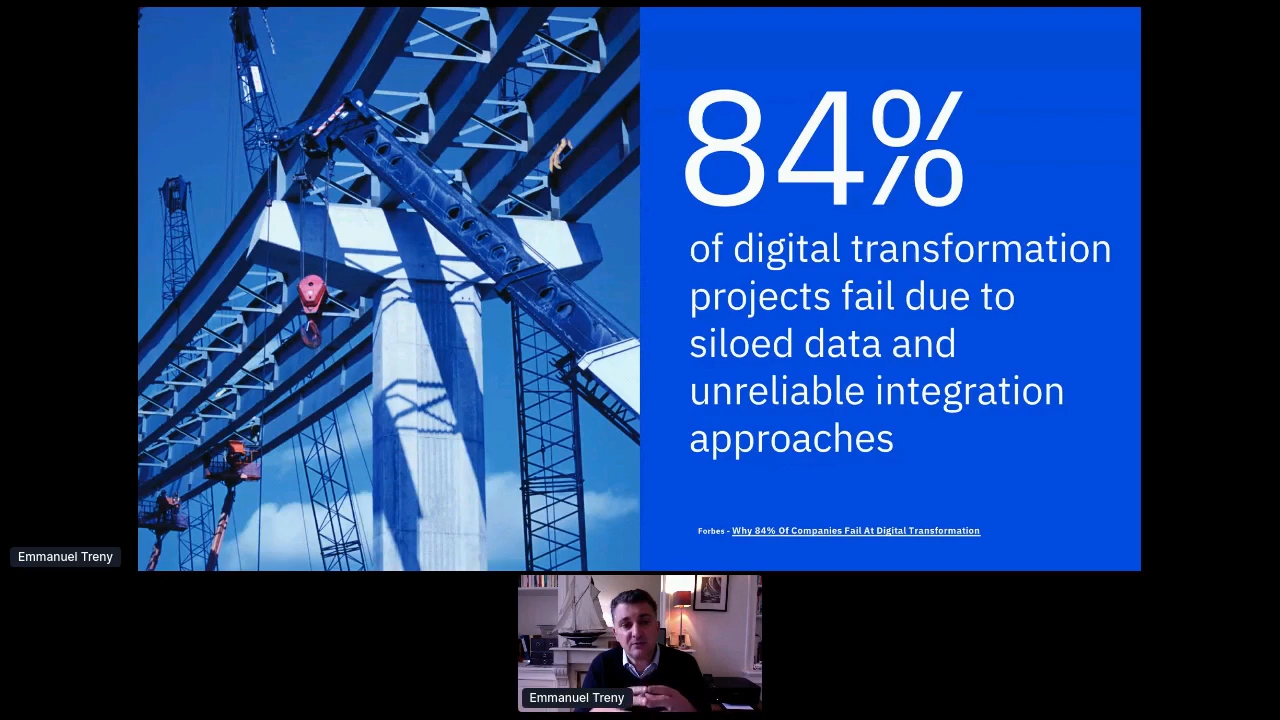 84%
of digital transformation
projects fail due to
siloed data and
unreliable integration
approaches
Forbes - Why 84% Of Companies Fail At Digital Transformation
Emmanuel Treny
Emmanuel Treny